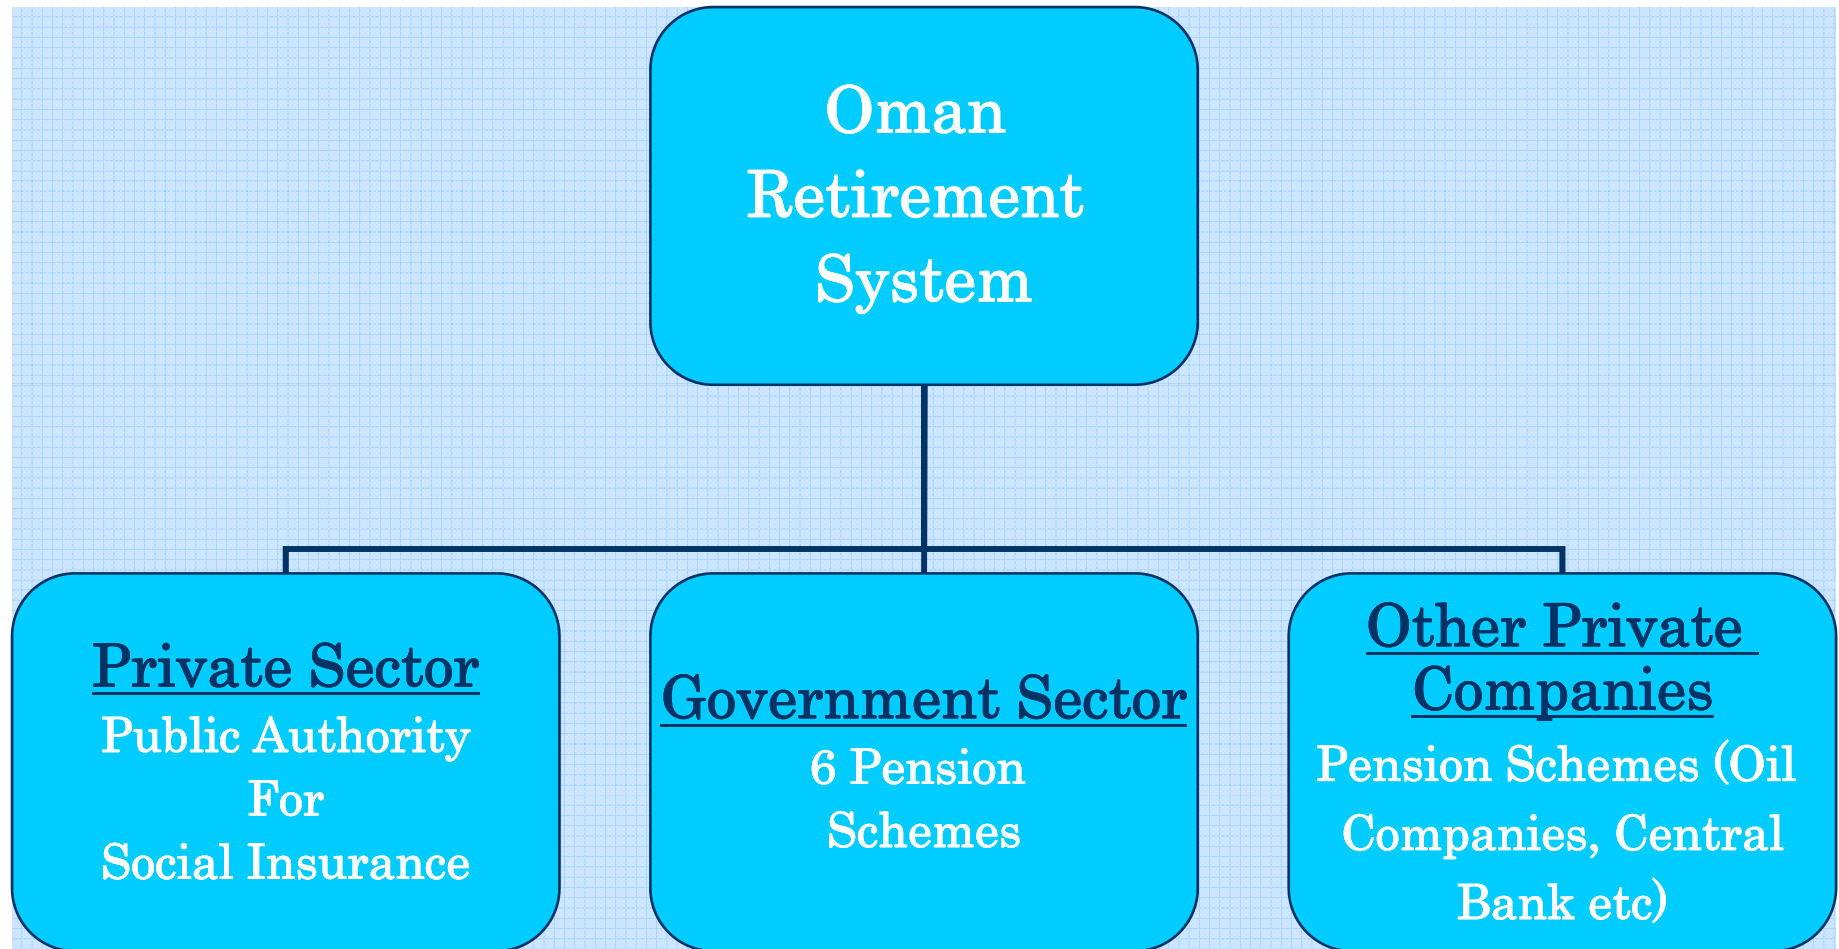 Oman
Retirement
System
Private Sector
Public Authority
For
Social Insurance
Government Sector
6 Pension
Schemes
Other Private
Companies
Pension Schemes (Oil
Companies, Central
Bank etc)